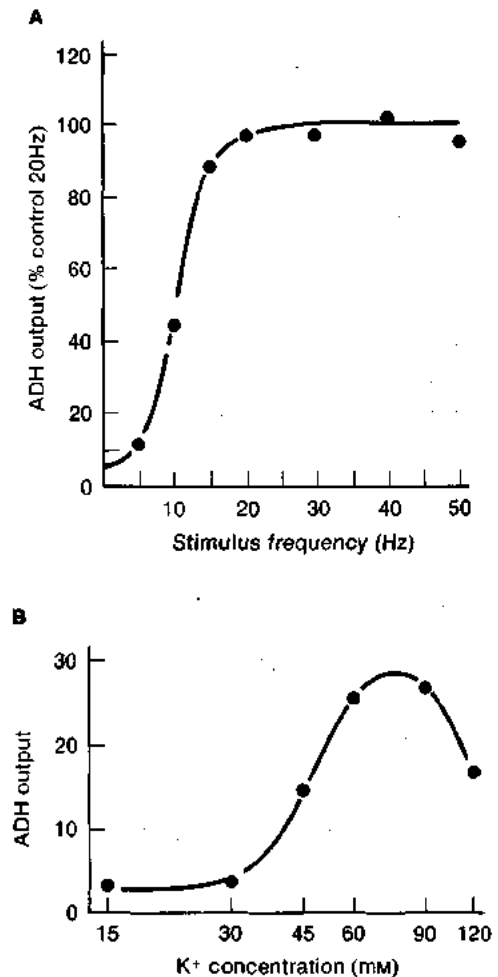 A
120
100
80
60
40
20
0
ADH output (% control 20Hz)
10 20 30 40 50
Stimulus frequency (Hz)
B
30
20
10
0
ADH output
15 30 45 60 90 120
K+ concentration (mM)